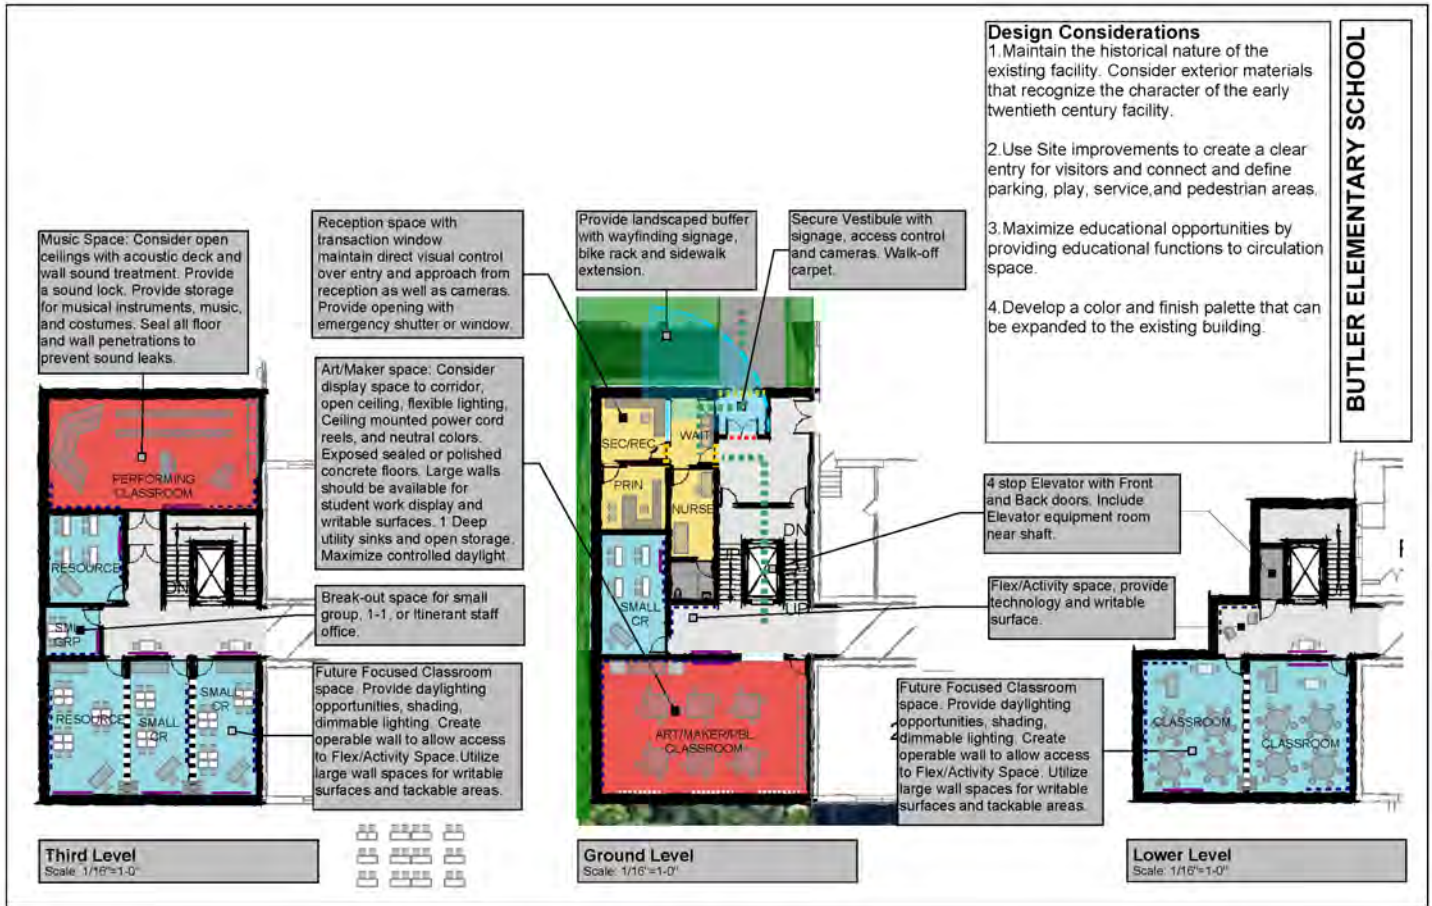 Design Considerations
1.Maintain the historical nature of the
existing facility. Consider exterior materials
that recognize the character of the early
twentieth century facility.
2.Use Site improvements to create a clear
entry for visitors and connect and define
parking, play, service,and pedestrian areas.
3.Maximize educational opportunities by
providing educational functions to circulation
space.
4.Develop a color and finish palette that can
be expanded to the existing building.
BUTLER ELEMENTARY SCHOOL
Music Space: Consider open
ceilings with acoustic deck and
wall sound treatment. Provide
a sound lock. Provide storage
for musical instruments, music,
and costumes. Seal all floor
and wall penetrations to
prevent sound leaks.
Reception space with
transaction window
maintain direct visual control
over entry and approach from
reception as well as cameras.
Provide opening with
emergency shutter or window.
Provide landscaped buffer
with wayfinding signage,
bike rack and sidewalk
extension.
Secure Vestibule with
signage, access control
and cameras. Walk-off
carpet.
Art/Maker space: Consider
display space to corridor,
open ceiling, flexible lighting,
Ceiling mounted power cord
reels, and neutral colors.
Exposed sealed or polished
concrete floors. Large walls
should be available for
student work display and
writable surfaces. 1 Deep
utility sinks and open storage.
Maximize controlled daylight.
4 stop Elevator with Front
and Back doors. Include
Elevator equipment room
near shaft.
Break-out space for small
group, 1-1, or Itinerant staff
office.
Flex/Activity space, provide
technology and writable
surface.
Future Focused Classroom
space. Provide daylighting
opportunities, shading,
dimmable lighting. Create
operable wall to allow access
to Flex/Activity Space.Utilize
large wall spaces for writable
surfaces and tackable areas.
Future Focused Classroom
space. Provide daylighting
opportunities, shading,
dimmable lighting. Create
operable wall to allow access
to Flex/Activity Space. Utilize
large wall spaces for writable
surfaces and tackable areas.
PERFORMING
CLASSROOM
RESOURCE
DN
SML
GRP
RESOURCE
SMALL
CR
SMALL
CR
SEC/REC
WAIT
PRIN
NURSE
DN
UP
UP
SMALL
CR
ART/MAKER/PBL
CLASSROOM
CLASSROOM
CLASSROOM
Third Level
Scale: 1/16"=1-0"
Ground Level
Scale: 1/16"=1-0"
Lower Level
Scale: 1/16"=1-0"